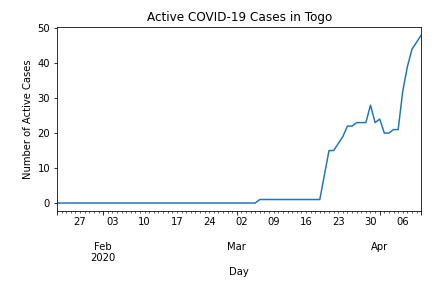 Active COVID-19 Cases in Togo
50
40
30
20
10
0
Number of Active Cases
27 03 10 17 24 02 09 16 23 30 06
Feb Mar Apr
2020
Day